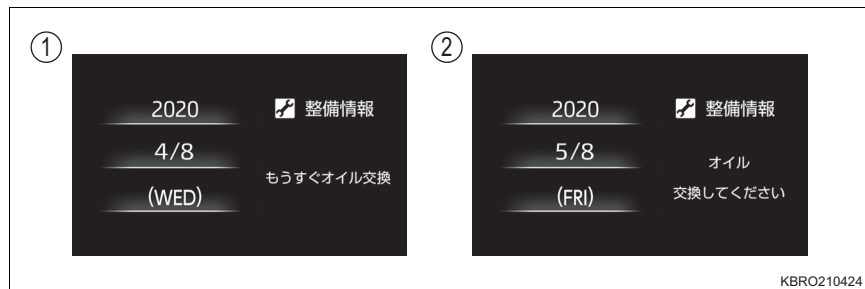 ①
2020
4/8
(WED)
整備情報
もうすぐオイル交換
②
2020
5/8
(FRI)
整備情報
オイル
交換してください
KBRO210424